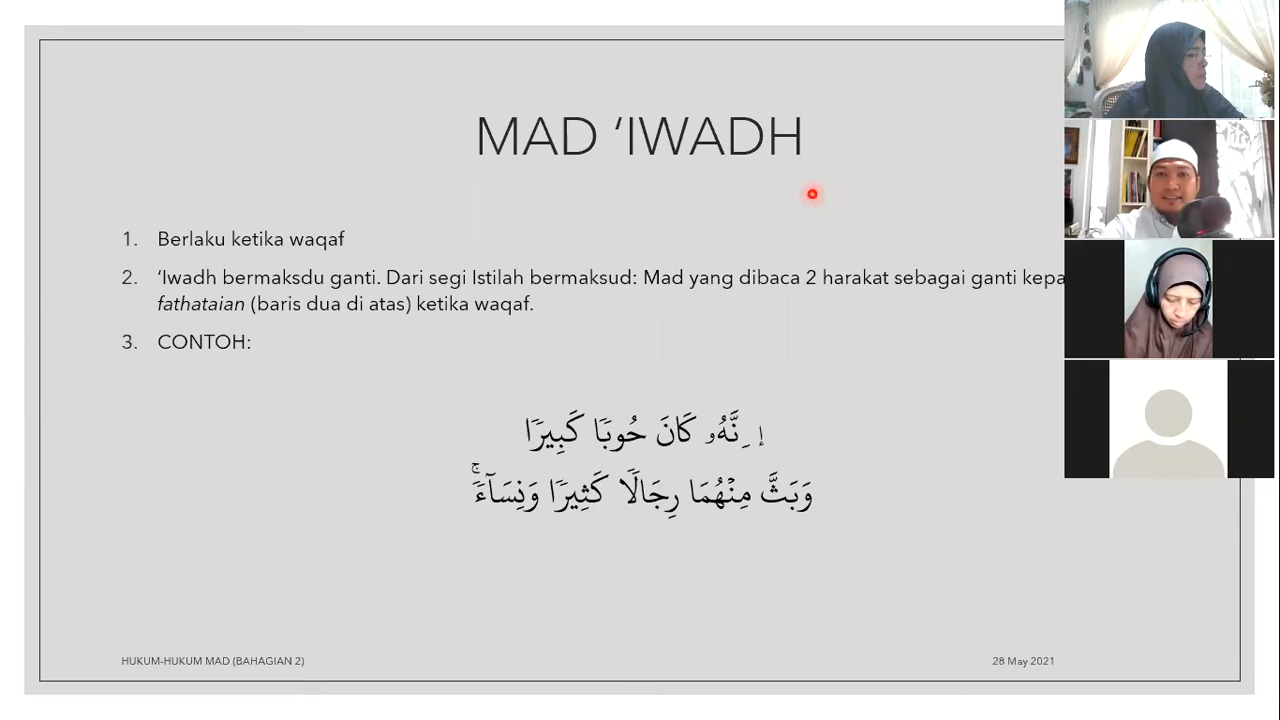 MAD ‘IWADH
1. Berlaku ketika waqaf
2. ‘Iwadh bermaksdu ganti. Dari segi Istilah bermaksud: Mad yang dibaca 2 harakat sebagai ganti kepa
fathataian (baris dua di atas) ketika waqaf.
3. CONTOH:
إِنَّهُۥ كَانَ حُوبٗا كَبِيرٗا
وَبَثَّ مِنۡهُمَا رِجَالٗا كَثِيرٗا وَنِسَآءٗۚ
HUKUM-HUKUM MAD (BAHAGIAN 2)
28 May 2021